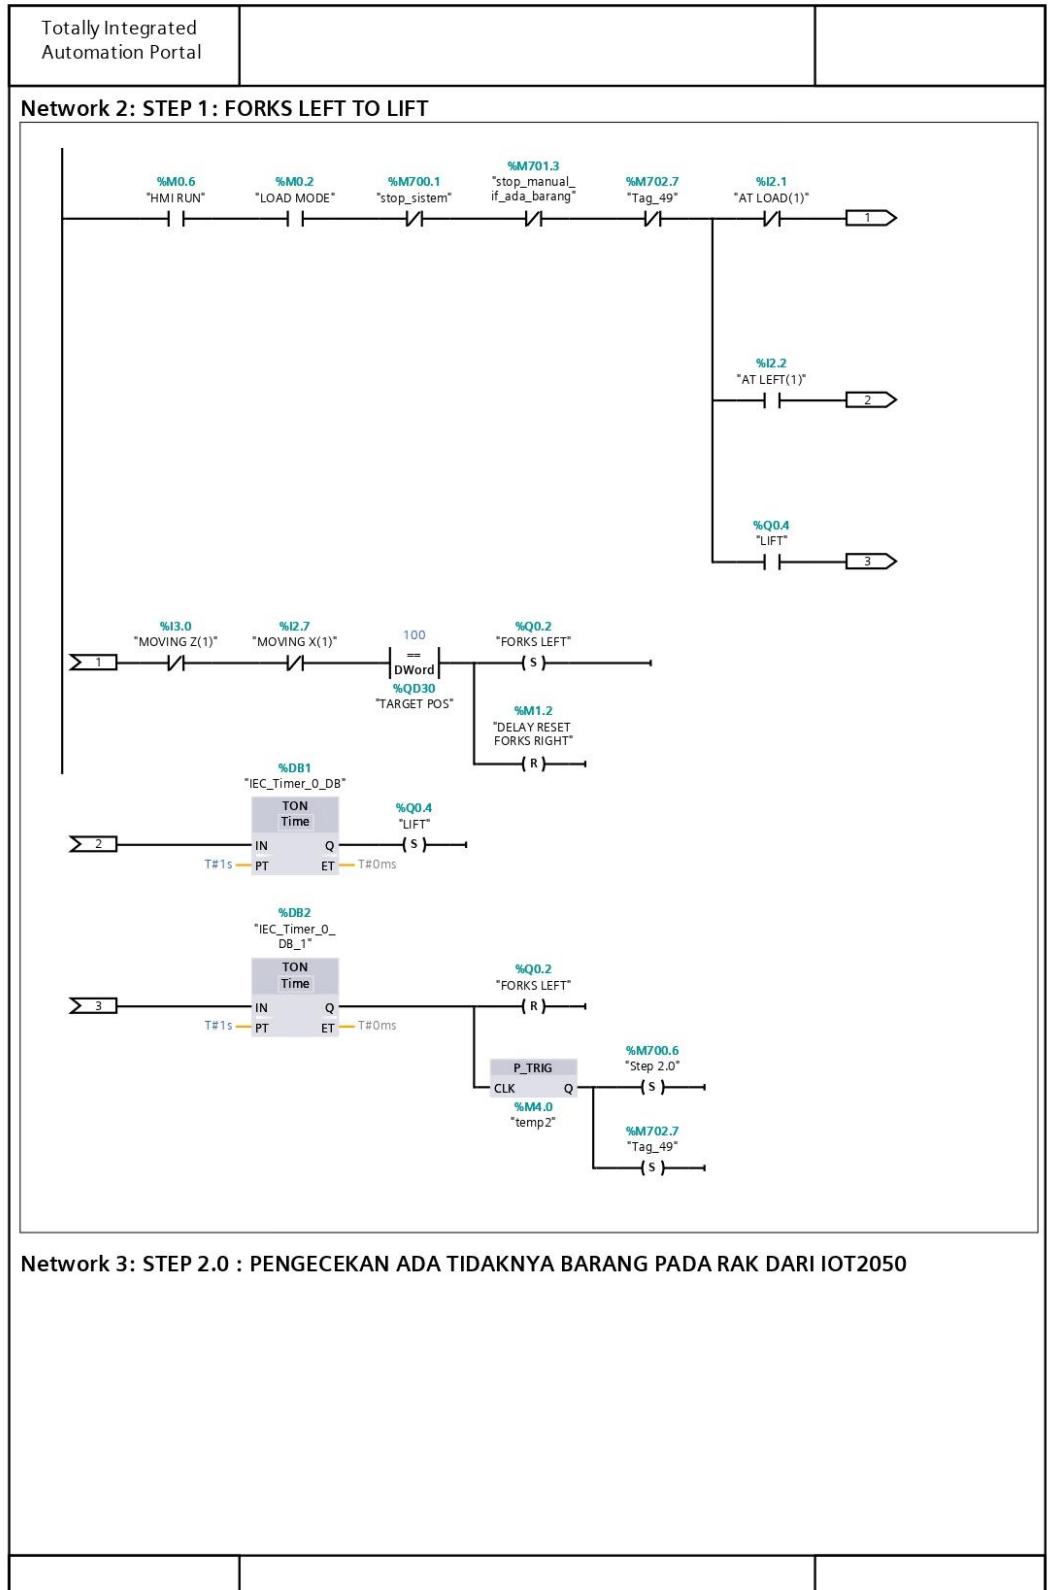 Totally Integrated
Automation Portal
Network 2: STEP 1: FORKS LEFT TO LIFT
%M0.6
"HMI RUN"
%M0.2
"LOAD MODE"
%M700.1
"stop_sistem"
%M701.3
"stop_manual_
if_ada_barang"
%M702.7
"Tag_49"
%I2.1
"AT LOAD(1)"
1
%I2.2
"AT LEFT(1)"
2
%Q0.4
"LIFT"
3
1
%I3.0
"MOVING Z(1)"
%I2.7
"MOVING X(1)"
100
==
DWord
%QD30
"TARGET POS"
%Q0.2
"FORKS LEFT"
S
%M1.2
"DELAY RESET
FORKS RIGHT"
R
%DB1
"IEC_Timer_0_DB"
TON
Time
2
IN Q
T#1s PT ET T#0ms
%Q0.4
"LIFT"
S
%DB2
"IEC_Timer_0_
DB_1"
TON
Time
3
IN Q
T#1s PT ET T#0ms
%Q0.2
"FORKS LEFT"
R
P_TRIG
CLK Q
%M4.0
"temp2"
%M700.6
"Step 2.0"
S
%M702.7
"Tag_49"
S
Network 3: STEP 2.0 : PENGECEKAN ADA TIDAKNYA BARANG PADA RAK DARI IOT2050